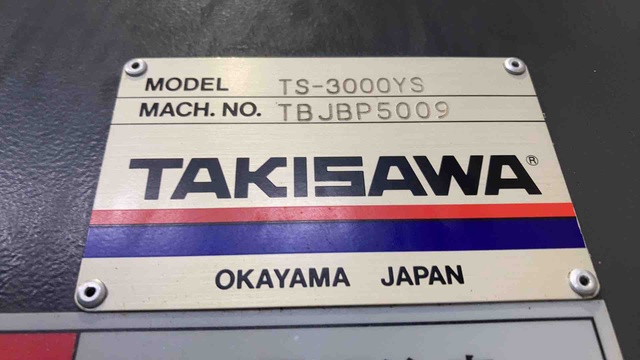 MODEL TS-3000YS
MACH. NO. TBJBP5009
TAKISAWA®
OKAYAMA JAPAN